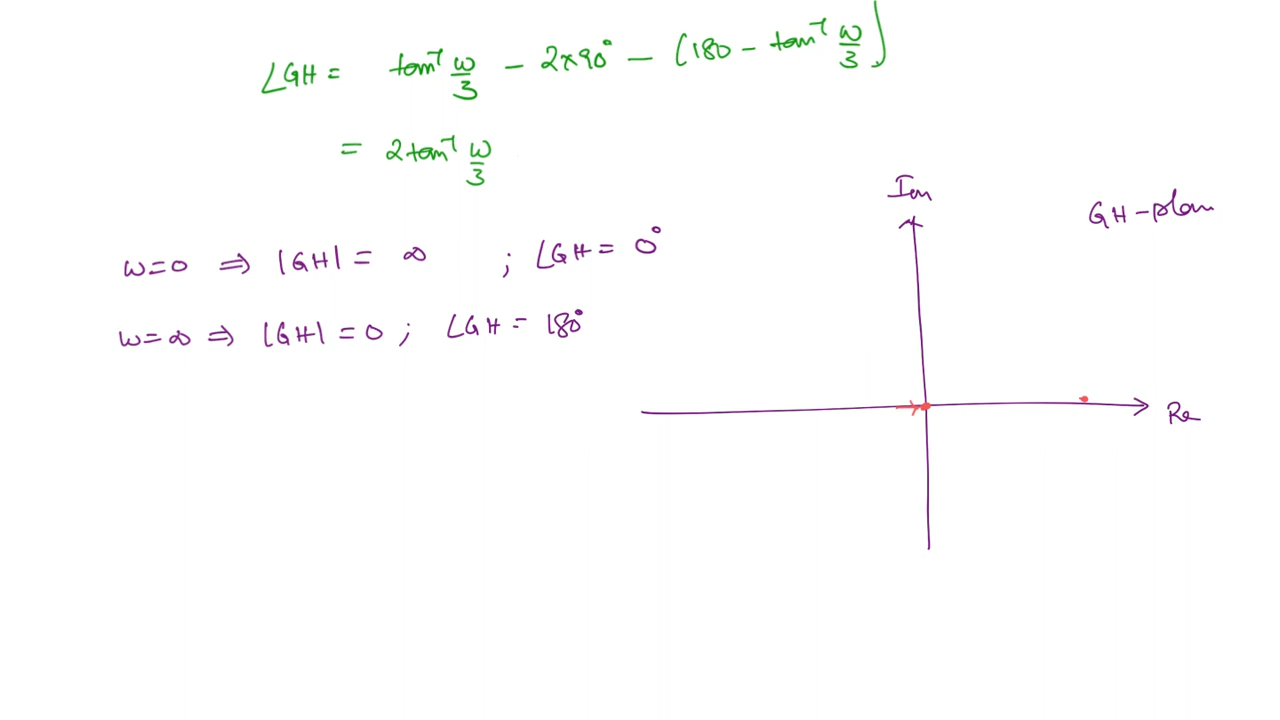 ∠GH = tan⁻¹ ω/3 − 2×90° − (180 − tan⁻¹ ω/3)
= 2tan⁻¹ ω/3
Im
GH-plan
ω=0 ⇒ |GH| = ∞ ; ∠GH = 0°
ω=∞ ⇒ |GH| = 0 ; ∠GH = 180°
Re